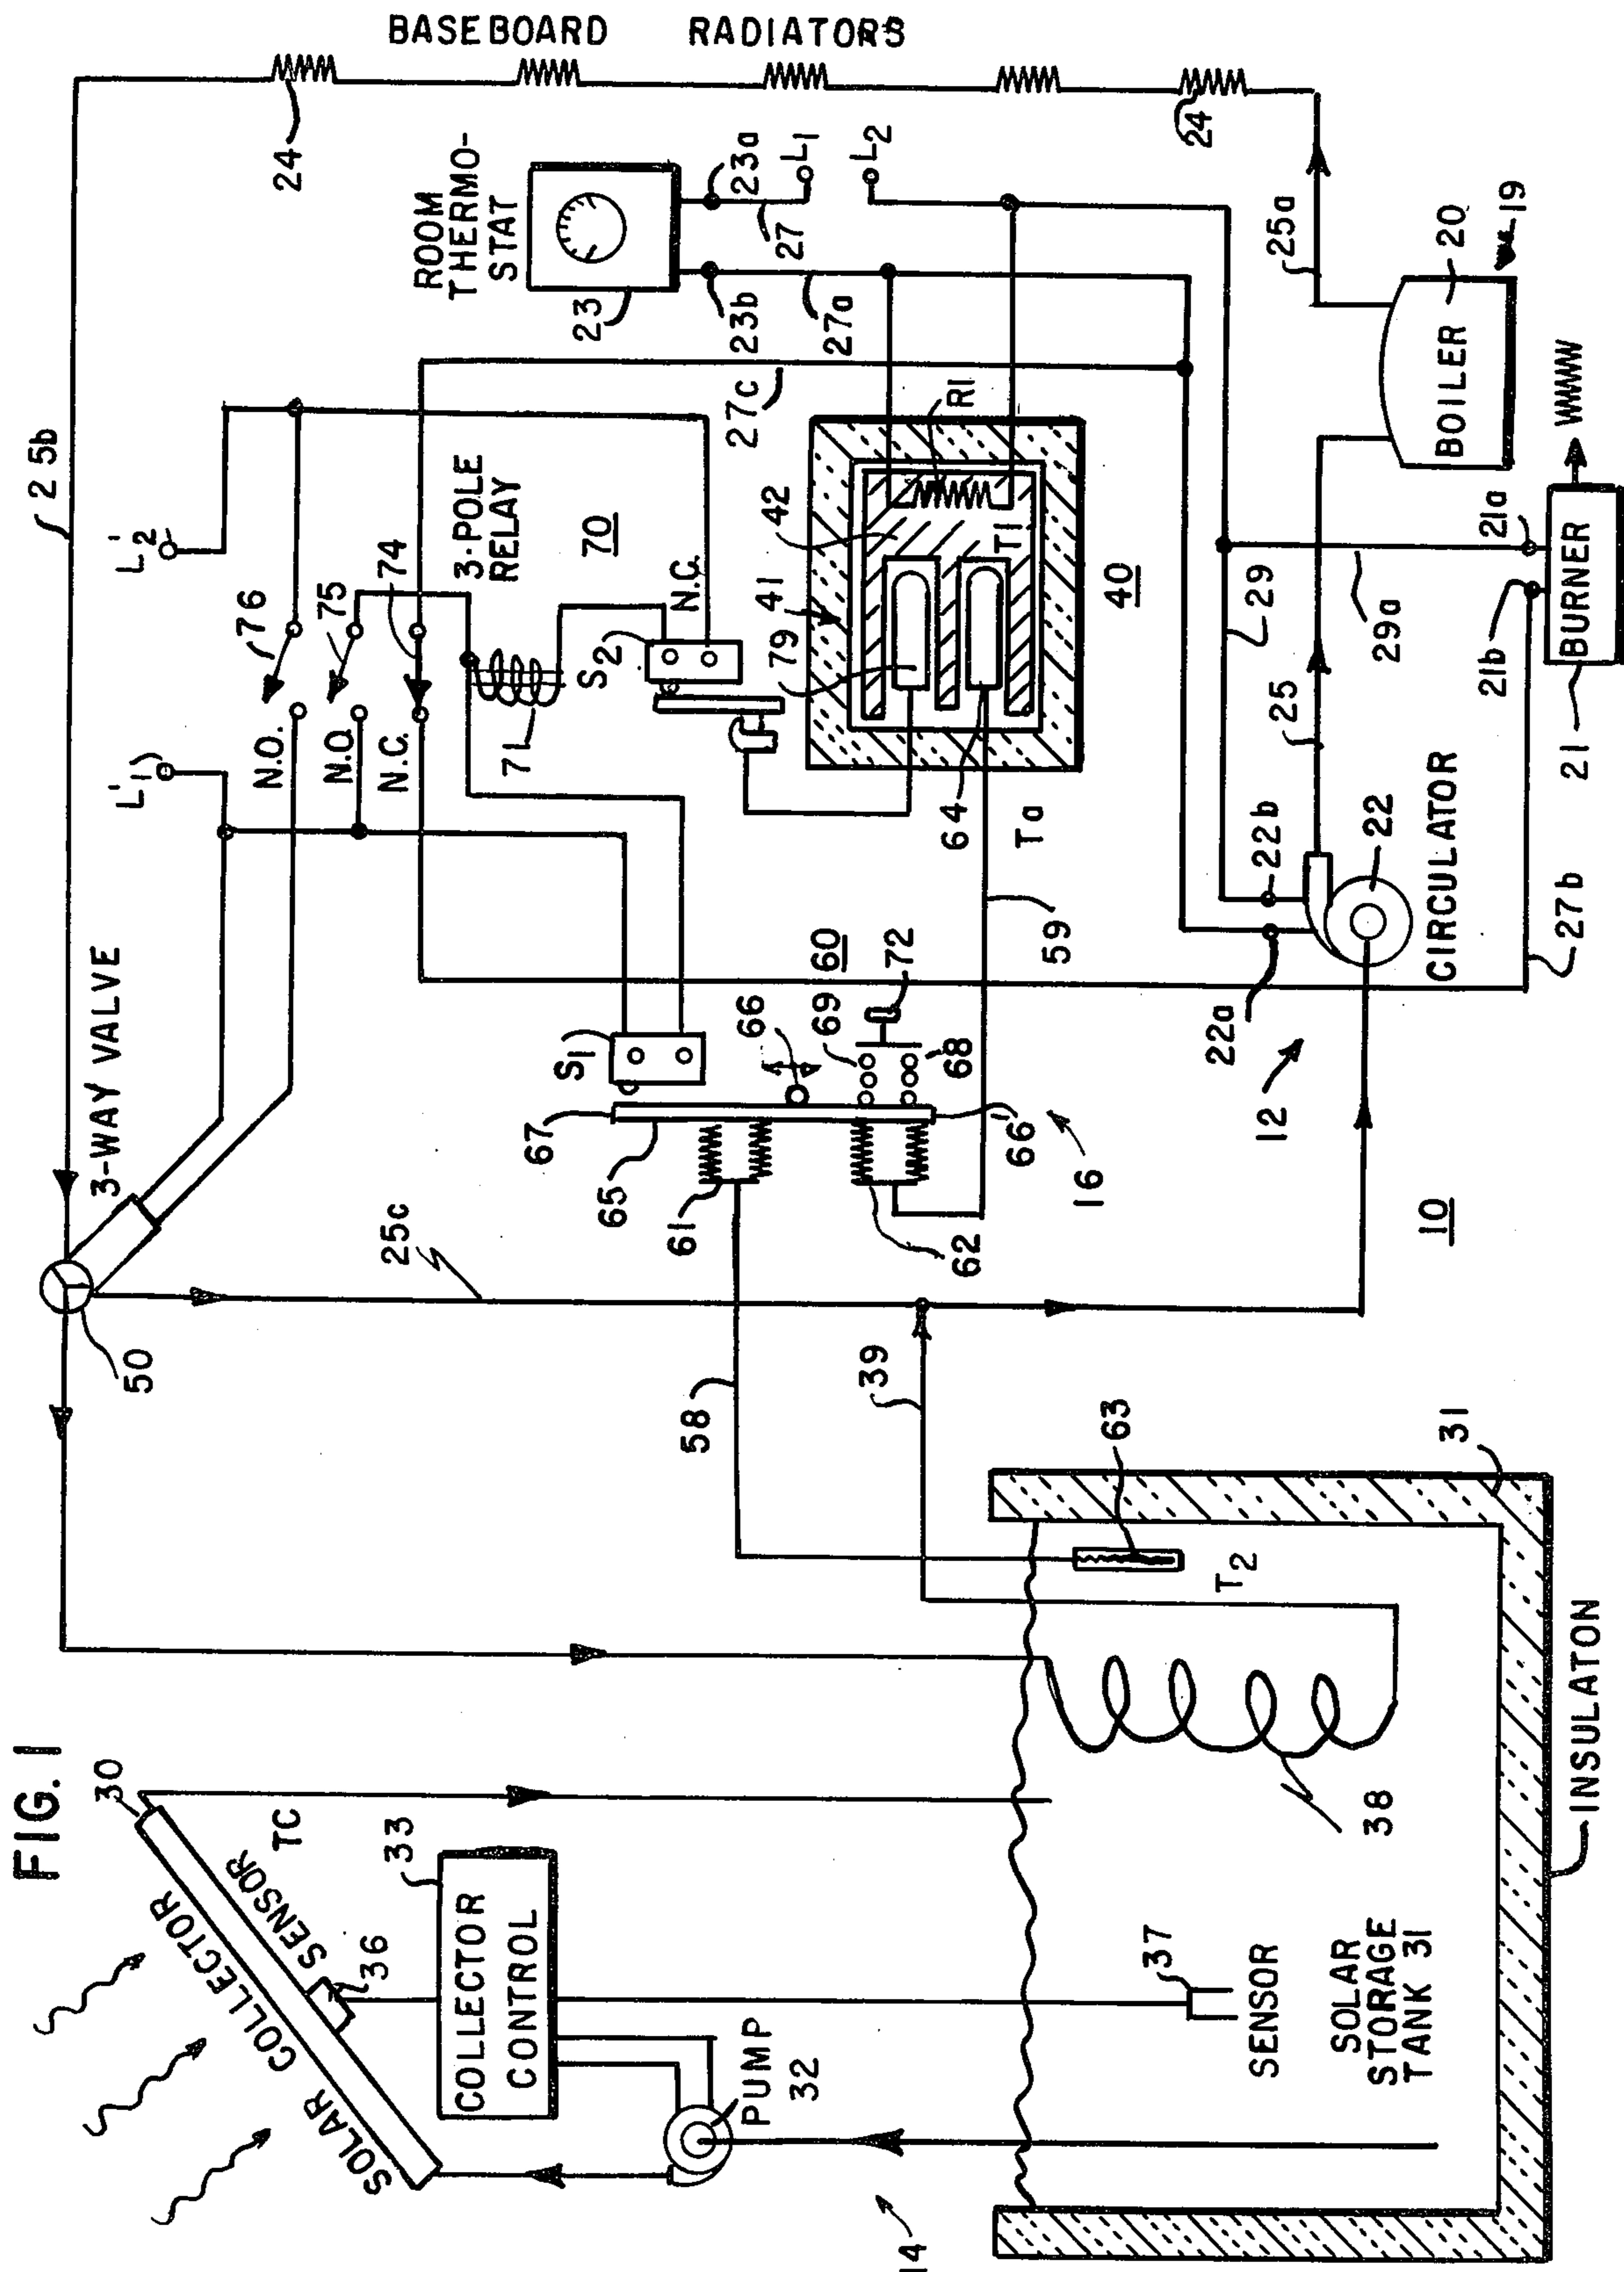 FIG. 1
30
SOLAR COLLECTOR
SENSOR
TC
36
33
COLLECTOR
CONTROL
PUMP
32
14
37
SENSOR
SOLAR
STORAGE
TANK 31
38
INSULATON
31
63
T2
39
58
50
25c
3-WAY VALVE
25b
L'1
L'2
76
75
74
N.O.
N.O.
N.C.
3-POLE
RELAY
70
71
S2
N.C.
S1
67
65
61
62
66
66'
69
68
60
72
16
10
12
59
Ta
64
79
41
42
T1
R1
40
27c
ROOM
THERMO-
STAT
23
23a
23b
27
27a
L1
L2
BASEBOARD RADIATORS
24
24
25a
29
29a
25
22a
22b
22
CIRCULATOR
27b
21b
21a
21
BURNER
BOILER
20
19